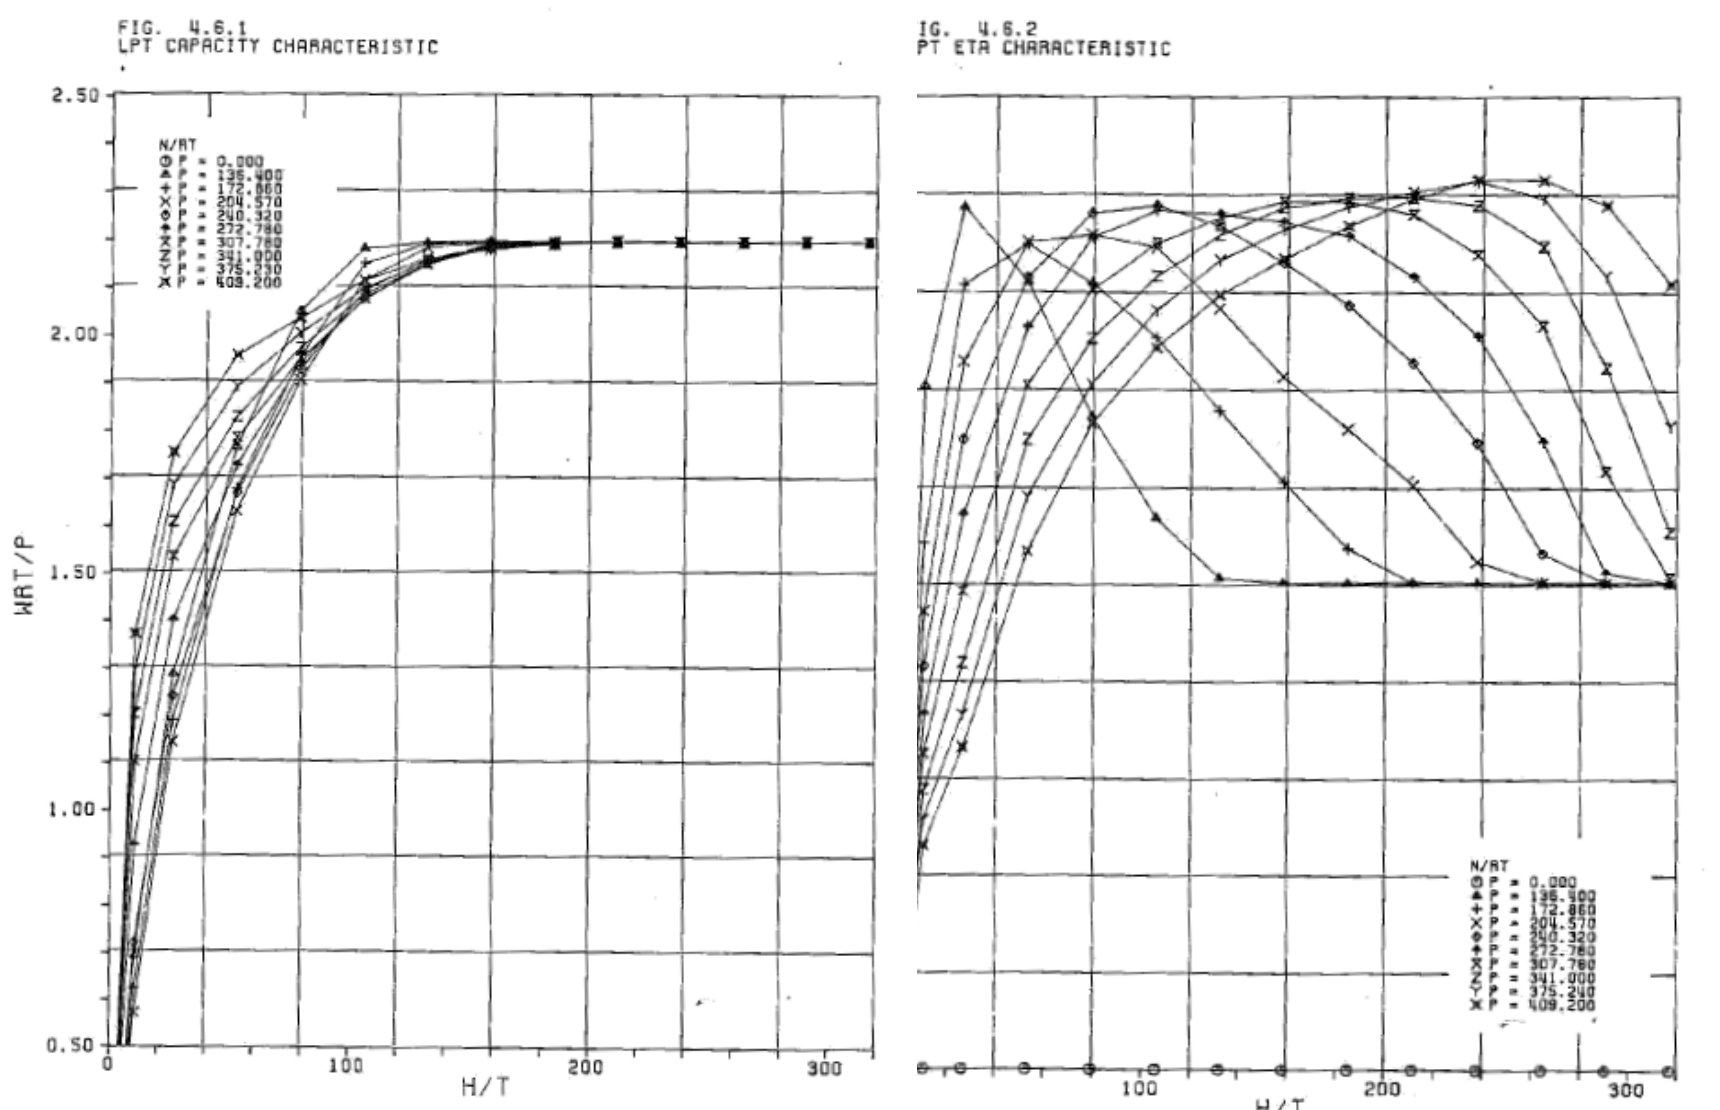 FIG. 4.6.1
LPT CAPACITY CHARACTERISTIC
2.50
2.00
1.50
1.00
0.50
WRT/P
N/RT
P = 0.000
P = 136.400
P = 172.860
P = 204.570
P = 240.320
P = 272.780
P = 307.780
P = 341.000
P = 375.230
P = 409.200
0
100
200
300
H/T
IG. 4.6.2
PT ETA CHARACTERISTIC
N/RT
P = 0.000
P = 136.400
P = 172.860
P = 204.570
P = 240.320
P = 272.780
P = 307.780
P = 341.000
P = 375.240
P = 409.200
100
200
300
H/T